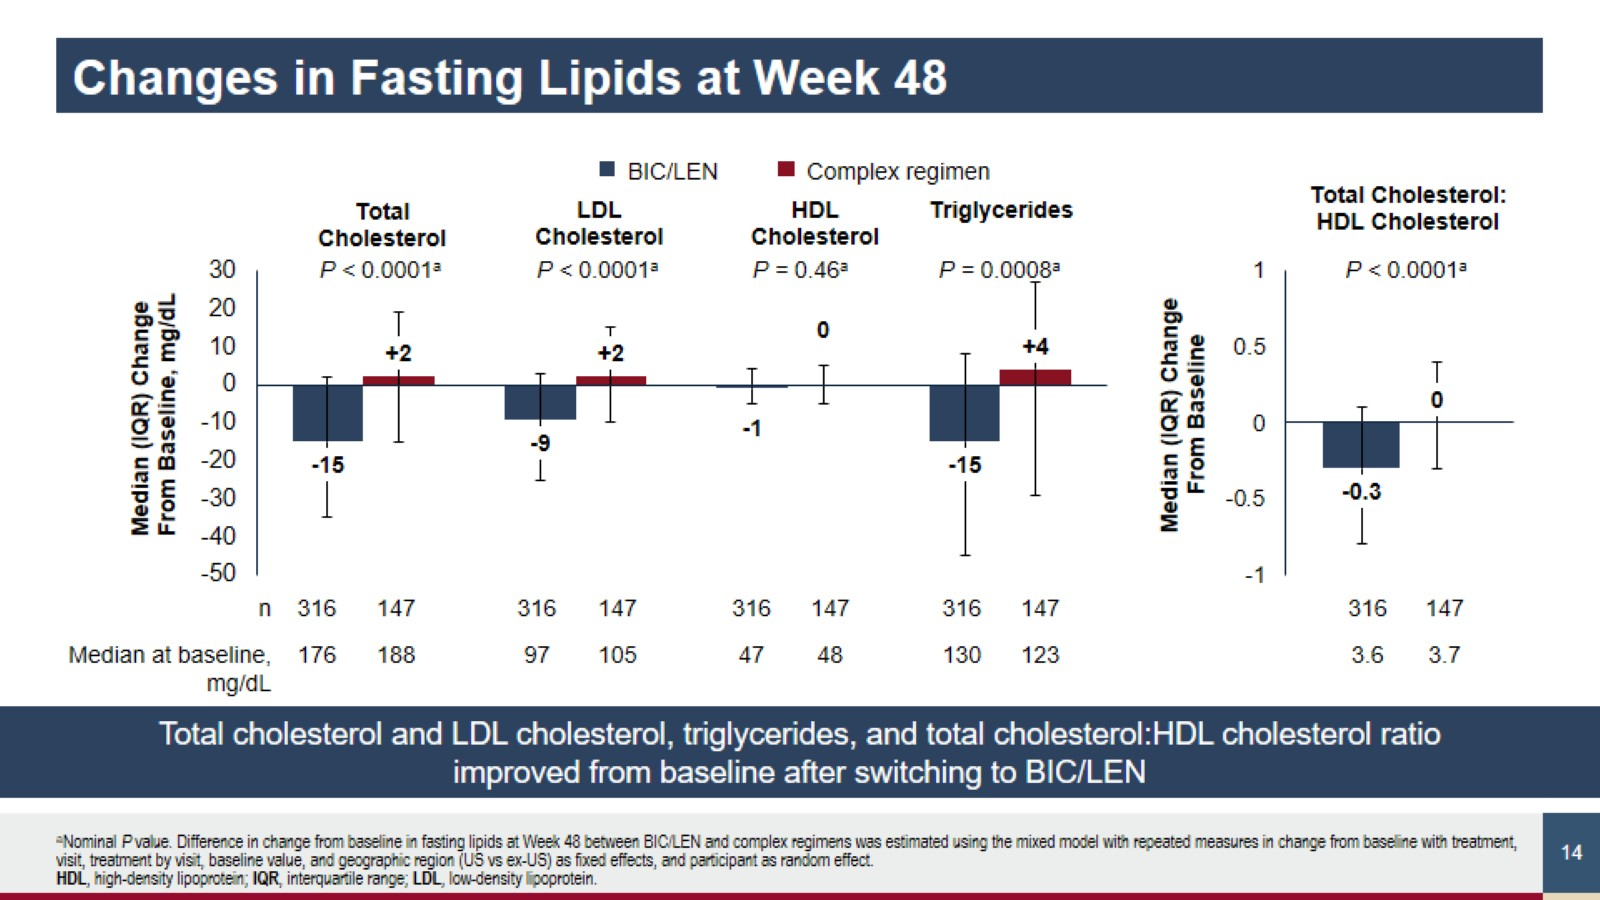 Changes in Fasting Lipids at Week 48
BIC/LEN
Complex regimen
Total
Cholesterol
LDL
Cholesterol
HDL
Cholesterol
Triglycerides
Total Cholesterol:
HDL Cholesterol
P < 0.0001ᵃ
P < 0.0001ᵃ
P = 0.46ᵃ
P = 0.0008ᵃ
P < 0.0001ᵃ
Median (IQR) Change
From Baseline, mg/dL
30
20
10
0
-10
-20
-30
-40
-50
-15
+2
-9
+2
-1
0
-15
+4
Median (IQR) Change
From Baseline
1
0.5
0
-0.5
-1
-0.3
0
n 316 147 316 147 316 147 316 147 316 147
Median at baseline, 176 188 97 105 47 48 130 123 3.6 3.7
mg/dL
Total cholesterol and LDL cholesterol, triglycerides, and total cholesterol:HDL cholesterol ratio
improved from baseline after switching to BIC/LEN
ᵃNominal P value. Difference in change from baseline in fasting lipids at Week 48 between BIC/LEN and complex regimens was estimated using the mixed model with repeated measures in change from baseline with treatment,
visit, treatment by visit, baseline value, and geographic region (US vs ex-US) as fixed effects, and participant as random effect.
HDL, high-density lipoprotein; IQR, interquartile range; LDL, low-density lipoprotein.
14